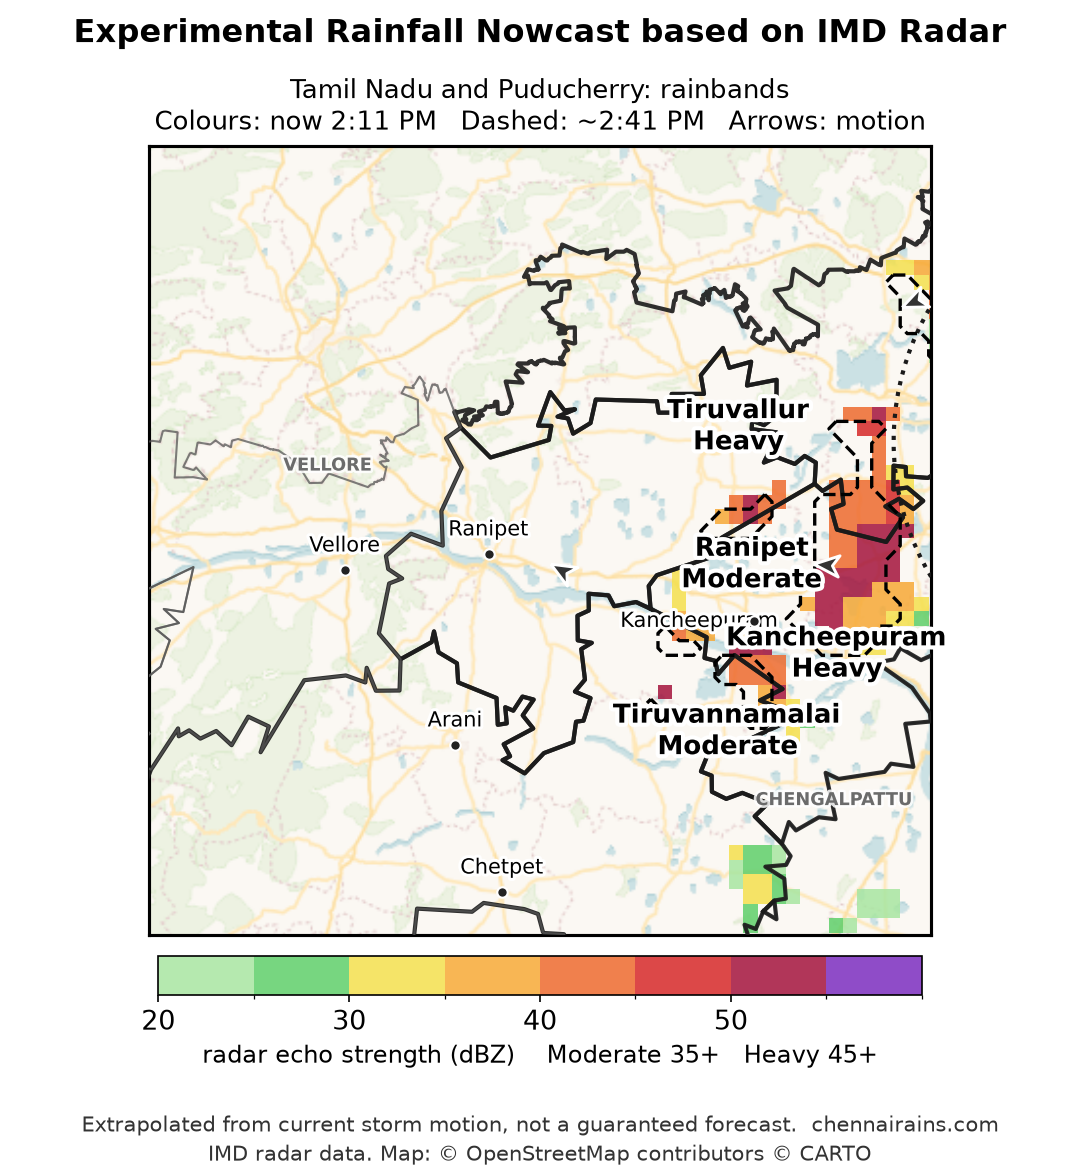 Experimental Rainfall Nowcast based on IMD Radar
Tamil Nadu and Puducherry: rainbands
Colours: now 2:11 PM   Dashed: ~2:41 PM   Arrows: motion
Tiruvallur
Heavy
VELLORE
Ranipet
Vellore
Ranipet
Moderate
Kancheepuram
Kancheepuram
Heavy
Arani
Tiruvannamalai
Moderate
CHENGALPATTU
Chetpet
20 30 40 50
radar echo strength (dBZ)    Moderate 35+   Heavy 45+
Extrapolated from current storm motion, not a guaranteed forecast.  chennairains.com
IMD radar data. Map: © OpenStreetMap contributors © CARTO